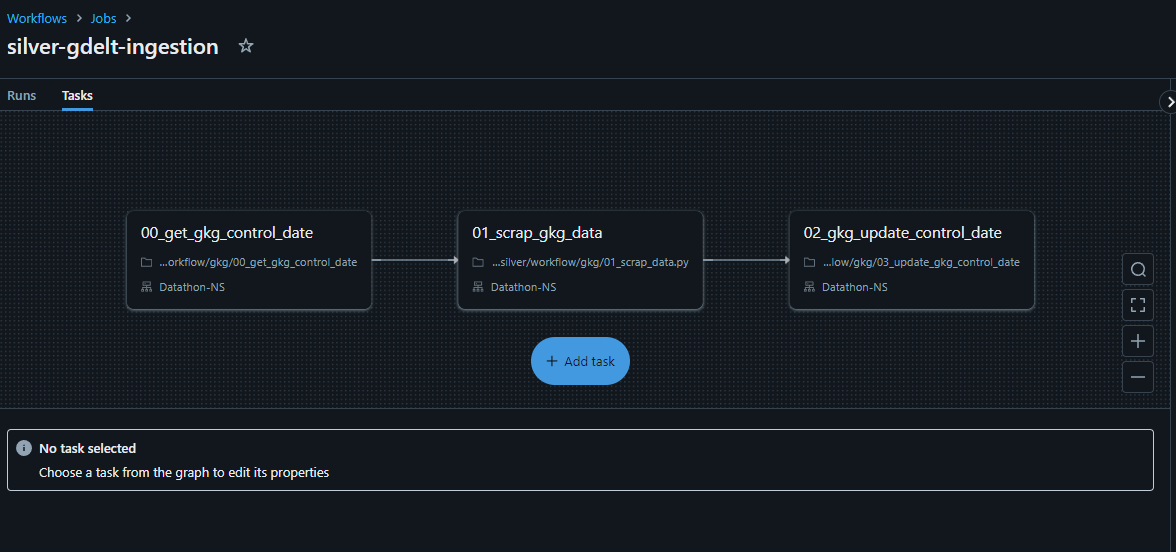 Workflows > Jobs >
silver-gdelt-ingestion
Runs Tasks
00_get_gkg_control_date
...orkflow/gkg/00_get_gkg_control_date
Datathon-NS
01_scrap_gkg_data
...silver/workflow/gkg/01_scrap_data.py
Datathon-NS
02_gkg_update_control_date
...low/gkg/03_update_gkg_control_date
Datathon-NS
+ Add task
No task selected
Choose a task from the graph to edit its properties